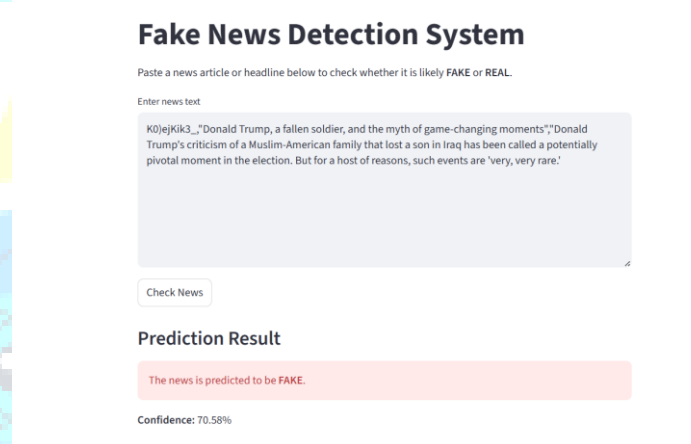 Fake News Detection System
Paste a news article or headline below to check whether it is likely FAKE or REAL.
Enter news text
K0)ejKik3_,"Donald Trump, a fallen soldier, and the myth of game-changing moments","Donald
Trump's criticism of a Muslim-American family that lost a son in Iraq has been called a potentially
pivotal moment in the election. But for a host of reasons, such events are 'very, very rare.'
Check News
Prediction Result
The news is predicted to be FAKE.
Confidence: 70.58%